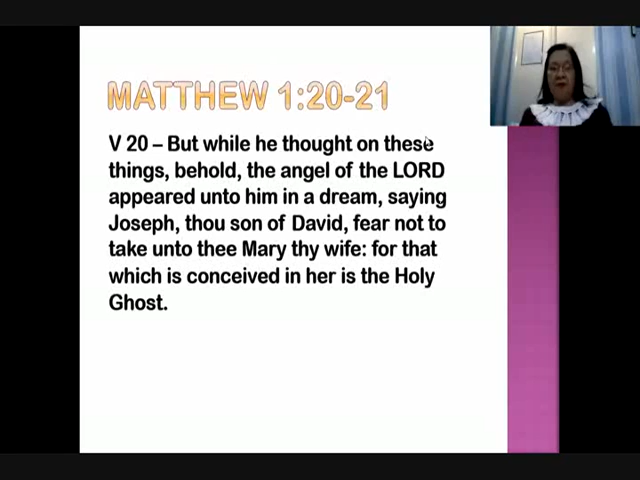 MATTHEW 1:20-21
V 20 – But while he thought on these
things, behold, the angel of the LORD
appeared unto him in a dream, saying
Joseph, thou son of David, fear not to
take unto thee Mary thy wife: for that
which is conceived in her is the Holy
Ghost.